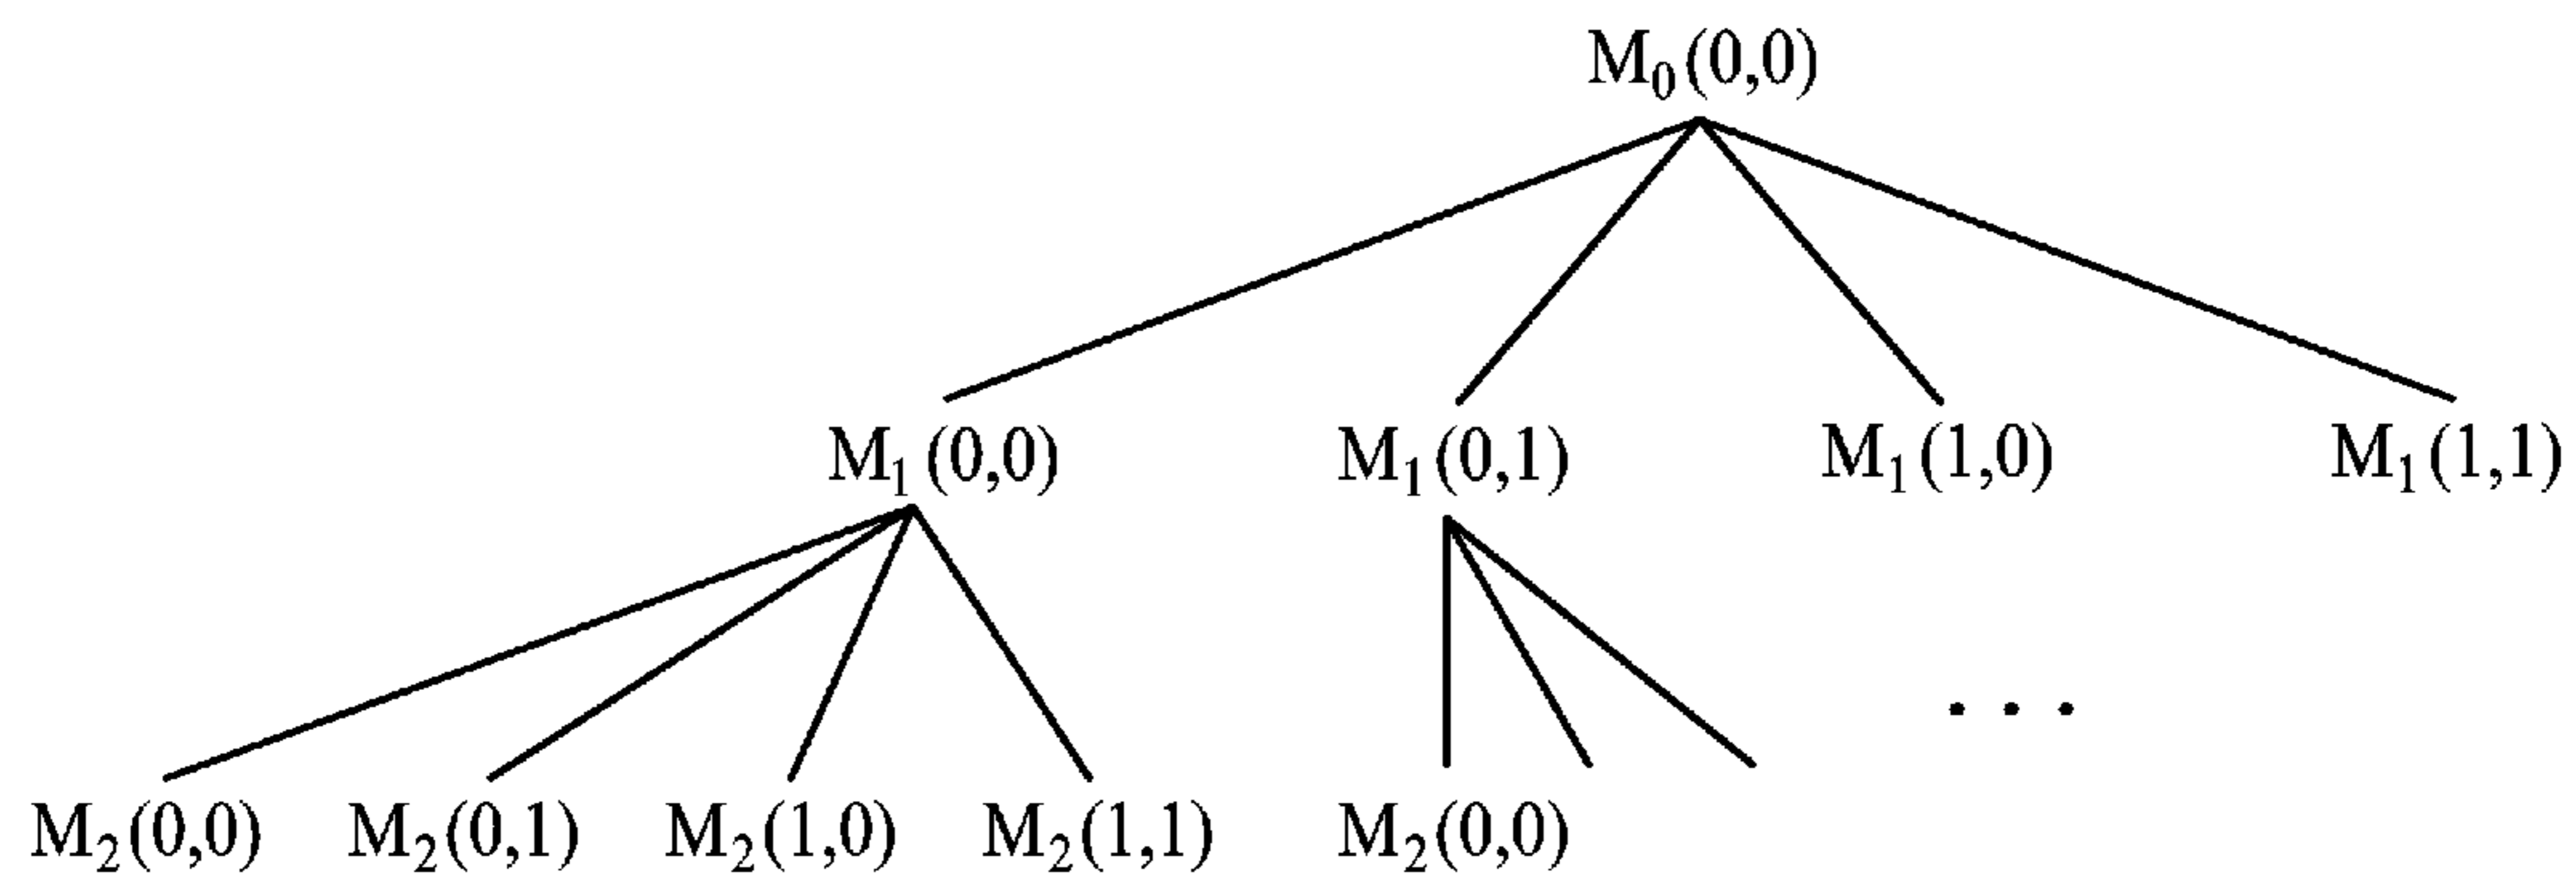 M₀(0,0)
M₁(0,0) M₁(0,1) M₁(1,0) M₁(1,1)
. . .
M₂(0,0) M₂(0,1) M₂(1,0) M₂(1,1) M₂(0,0)